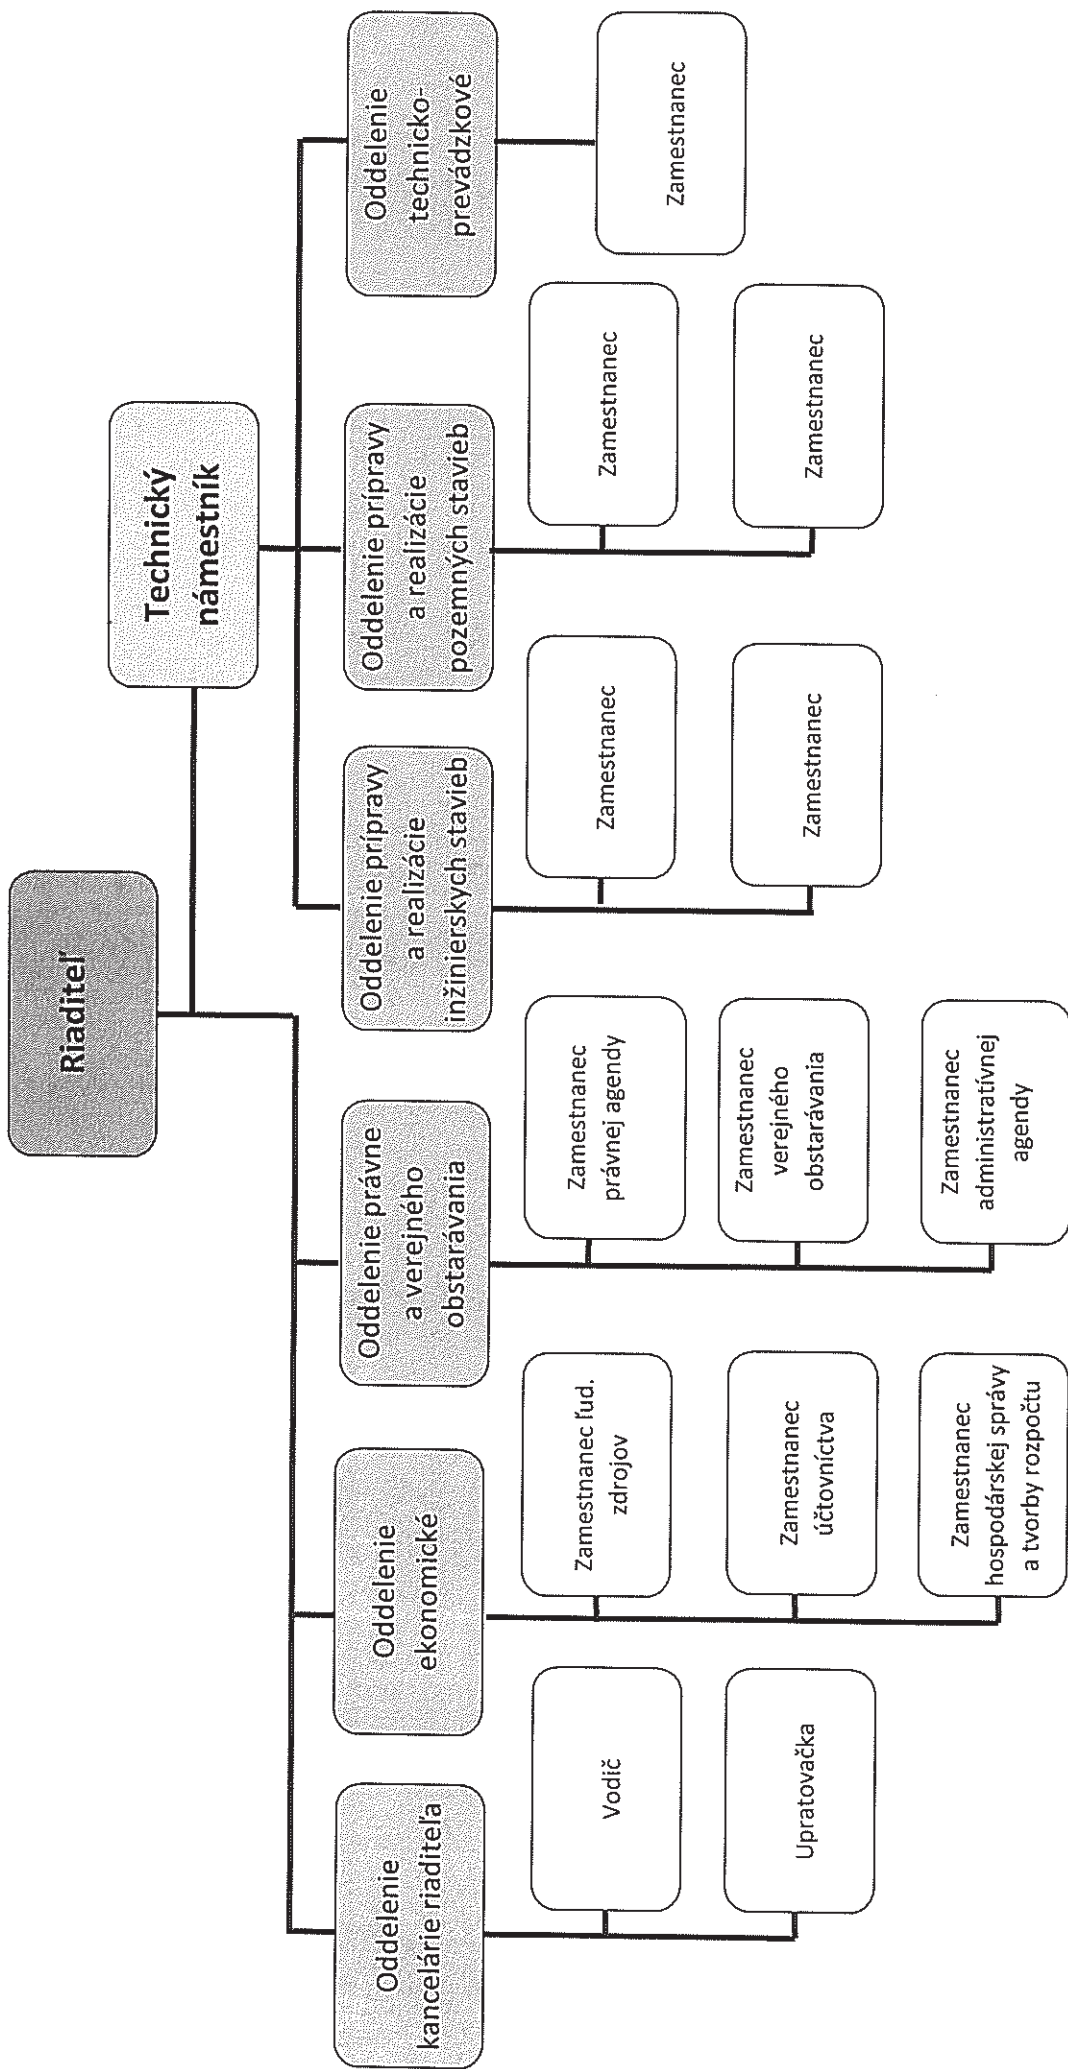 Riaditeľ
Technický
námestník
Oddelenie
kancelárie riaditeľa
Oddelenie
ekonomické
Oddelenie právne
a verejného
obstarávania
Oddelenie prípravy
a realizácie
inžinierskych stavieb
Oddelenie prípravy
a realizácie
pozemných stavieb
Oddelenie
technicko-
prevádzkové
Vodič
Upratovačka
Zamestnanec ľud.
zdrojov
Zamestnanec
účtovníctva
Zamestnanec
hospodárskej správy
a tvorby rozpočtu
Zamestnanec
právnej agendy
Zamestnanec
verejného
obstarávania
Zamestnanec
administratívnej
agendy
Zamestnanec
Zamestnanec
Zamestnanec
Zamestnanec
Zamestnanec